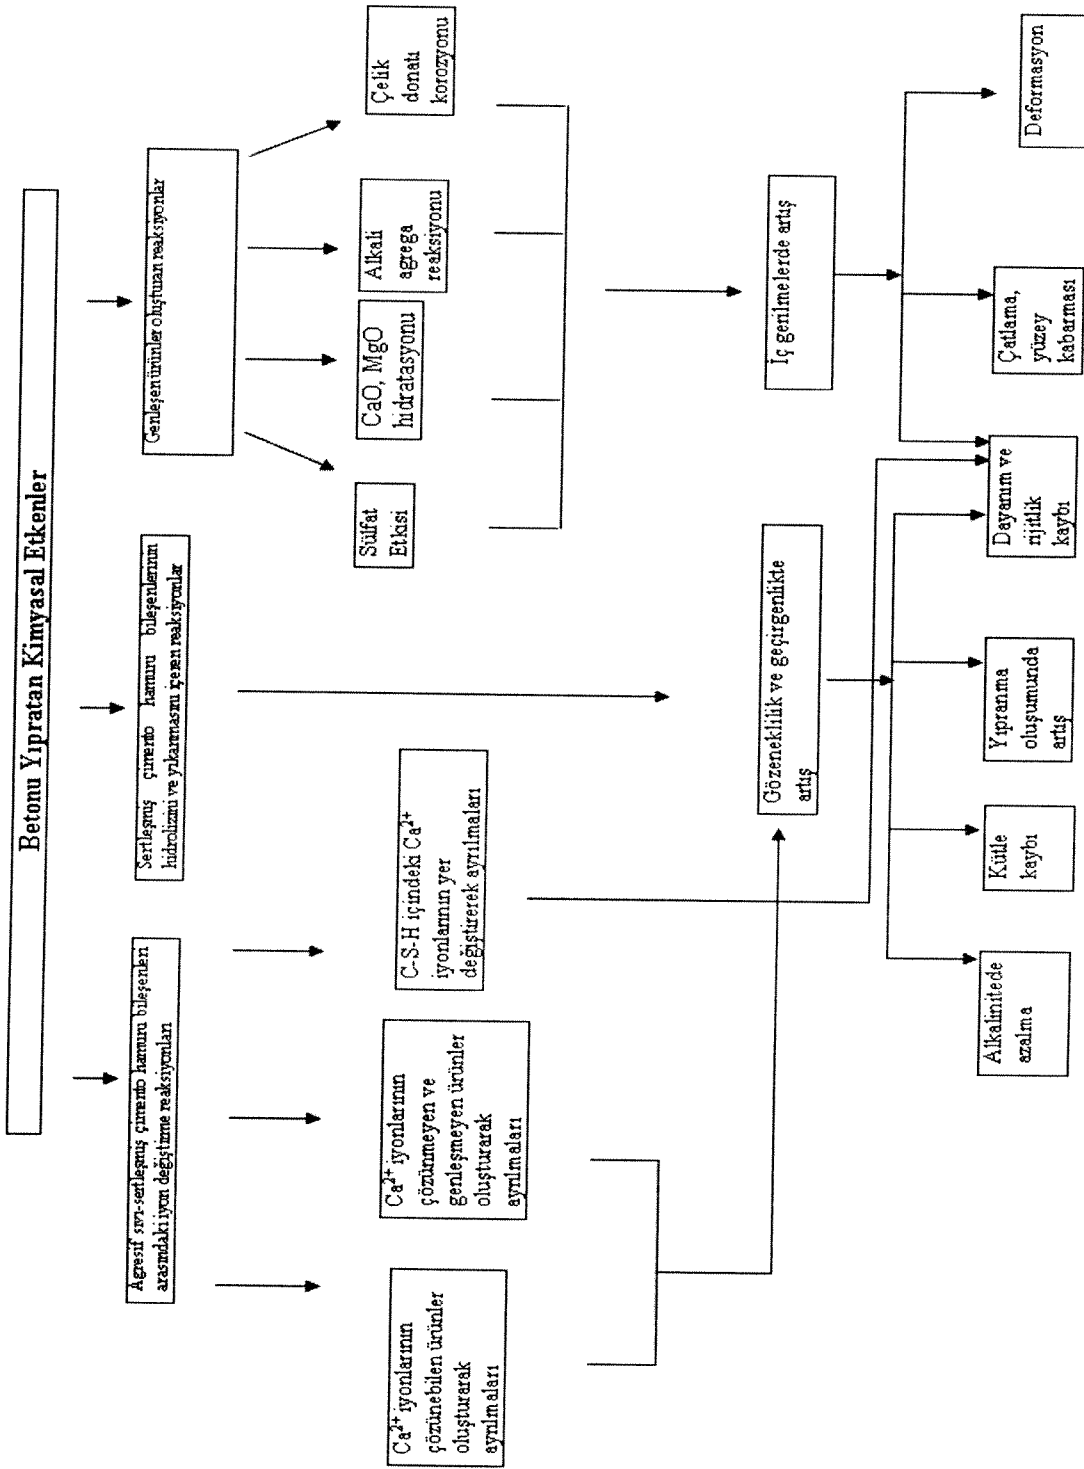 Betonu Yıpratan Kimyasal Etkenler
Agresif sıvı-sertleşmiş çimento hamuru bileşenleri
arasındaki iyon değiştirme reaksiyonları
Sertleşmiş çimento hamuru bileşenlerinin
hidrolizini ve yıkanmasını içeren reaksiyonlar
Genleşen ürünler oluşturan reaksiyonlar
Ca2+ iyonlarının
çözünebilen ürünler
oluşturarak
ayrılmaları
Ca2+ iyonlarının
çözünmeyen ve
genleşmeyen ürünler
oluşturarak
ayrılmaları
C-S-H içindeki Ca2+
iyonlarının yer
değiştirerek ayrılmaları
Sülfat
Etkisi
CaO, MgO
hidratasyonu
Alkali
agrega
reaksiyonu
Çelik
donatı
korozyonu
Gözeneklilik ve geçirgenlikte
artış
İç gerilmelerde artış
Alkalinitede
azalma
Kütle
kaybı
Yıpranma
oluşumunda
artış
Dayanım ve
rijitlik
kaybı
Çatlama,
yüzey
kabarması
Deformasyon